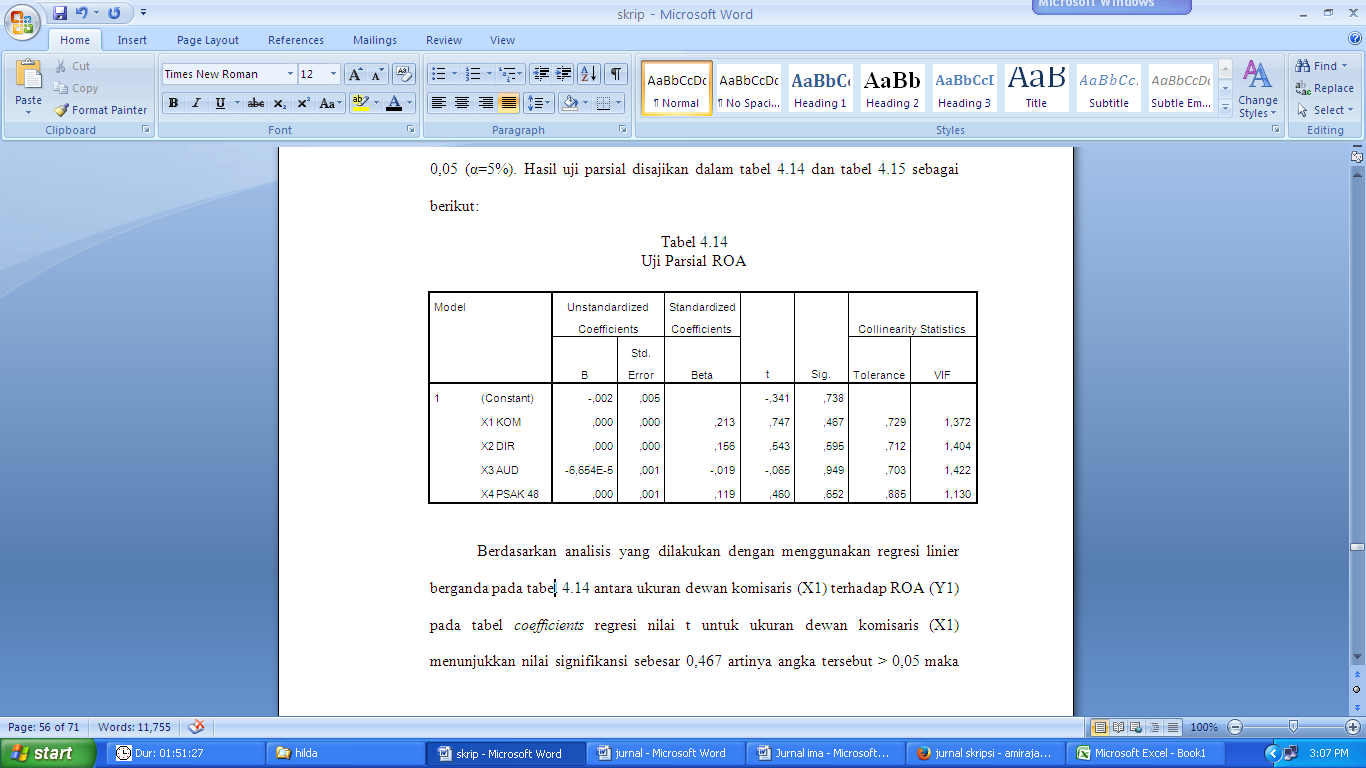 Microsoft Windows
skrip - Microsoft Word
Home Insert Page Layout References Mailings Review View
Paste
Cut
Copy
Format Painter
Clipboard
Times New Roman 12
Font
Paragraph
AaBbCcDc AaBbCcDc AaBbCc AaBb AaBbCcI AaB AaBbCc. AaBbCcDc
¶ Normal ¶ No Spaci... Heading 1 Heading 2 Heading 3 Title Subtitle Subtle Em...
Change
Styles
Styles
Find
Replace
Select
Editing
0,05 (α=5%). Hasil uji parsial disajikan dalam tabel 4.14 dan tabel 4.15 sebagai
berikut:
Tabel 4.14
Uji Parsial ROA
Model Unstandardized Coefficients Standardized Coefficients t Sig. Collinearity Statistics
B Std. Error Beta Tolerance VIF
1 (Constant) -,002 ,005 -,341 ,738
X1 KOM ,000 ,000 ,213 ,747 ,467 ,729 1,372
X2 DIR ,000 ,000 ,156 ,543 ,595 ,712 1,404
X3 AUD -6,654E-5 ,001 -,019 -,065 ,949 ,703 1,422
X4 PSAK 48 ,000 ,001 ,119 ,460 ,652 ,885 1,130
Berdasarkan analisis yang dilakukan dengan menggunakan regresi linier
berganda pada tabel 4.14 antara ukuran dewan komisaris (X1) terhadap ROA (Y1)
pada tabel coefficients regresi nilai t untuk ukuran dewan komisaris (X1)
menunjukkan nilai signifikansi sebesar 0,467 artinya angka tersebut > 0,05 maka
Page: 56 of 71 Words: 11,755 100%
start Dur: 01:51:27 hilda skrip - Microsoft Word jurnal - Microsoft Word Jurnal ima - Microsoft... jurnal skripsi - amiraja... Microsoft Excel - Book1 3:07 PM